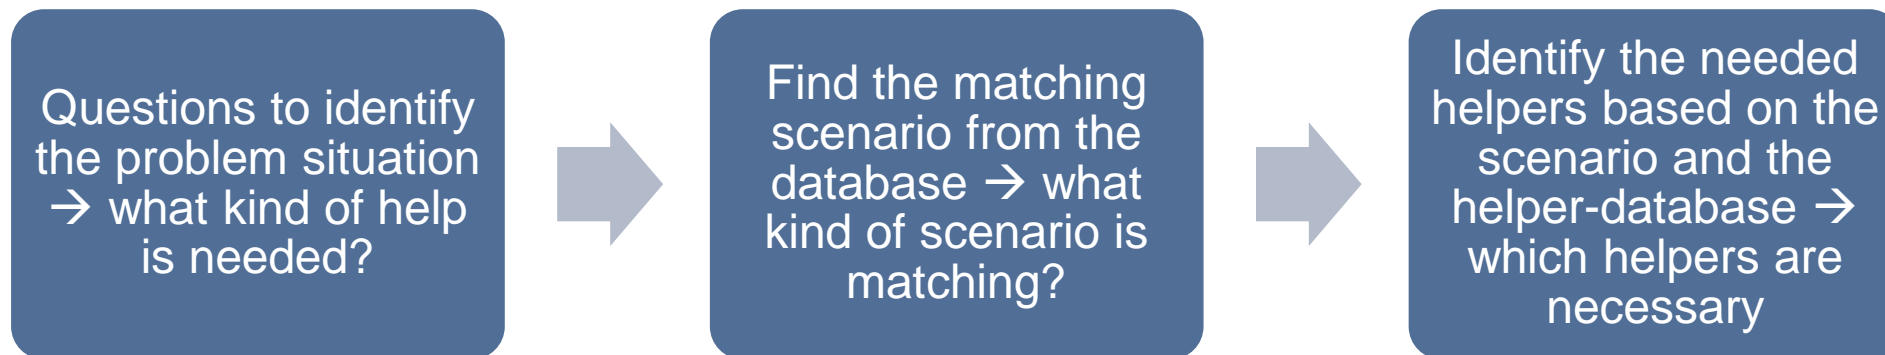 Questions to identify
the problem situation
→ what kind of help
is needed?
Find the matching
scenario from the
database → what
kind of scenario is
matching?
Identify the needed
helpers based on the
scenario and the
helper-database →
which helpers are
necessary